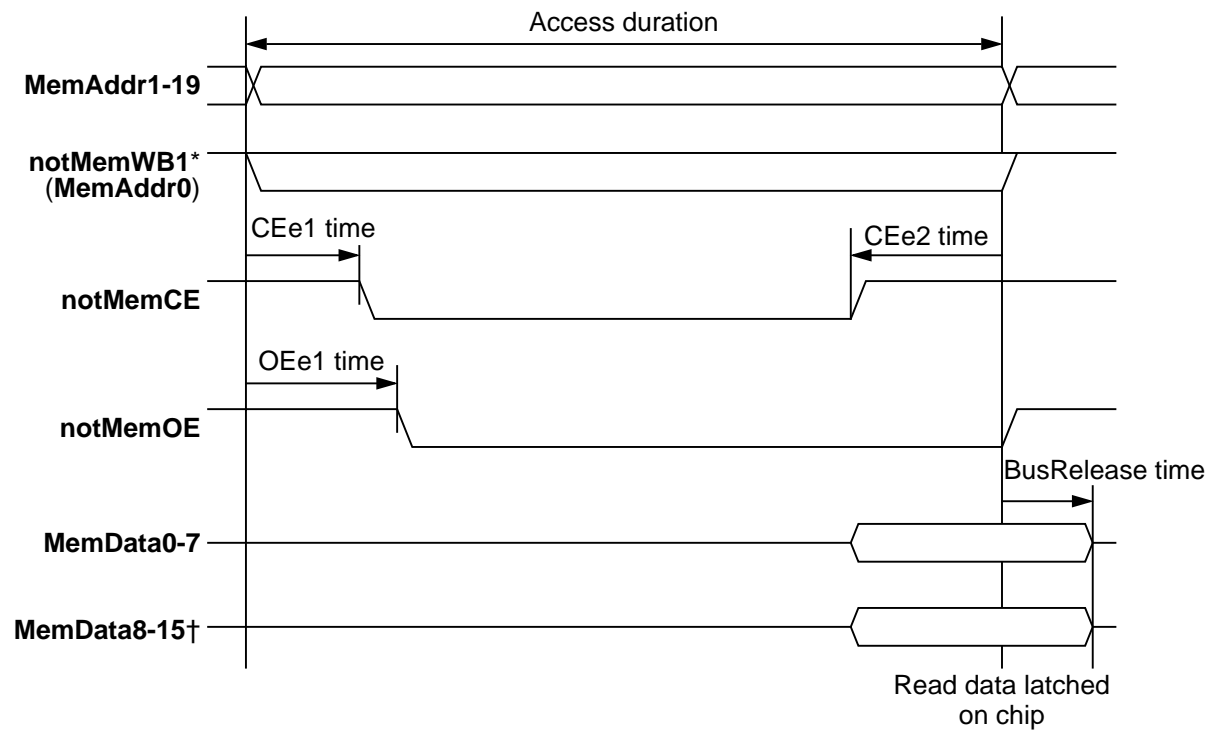 Access duration
MemAddr1-19
notMemWB1*
(MemAddr0)
CEe1 time
CEe2 time
notMemCE
OEe1 time
notMemOE
BusRelease time
MemData0-7
MemData8-15†
Read data latched
on chip